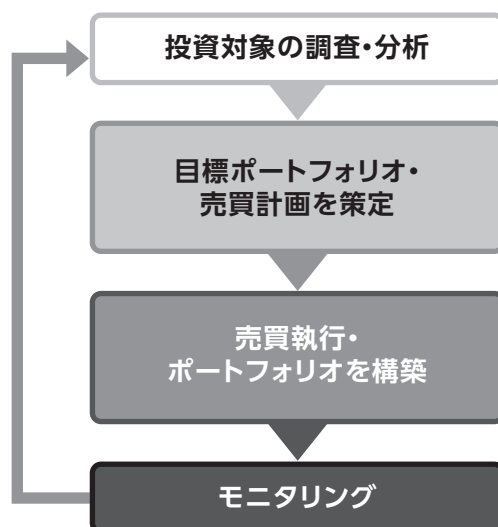 投資対象の調査・分析
目標ポートフォリオ・
売買計画を策定
売買執行・
ポートフォリオを構築
モニタリング